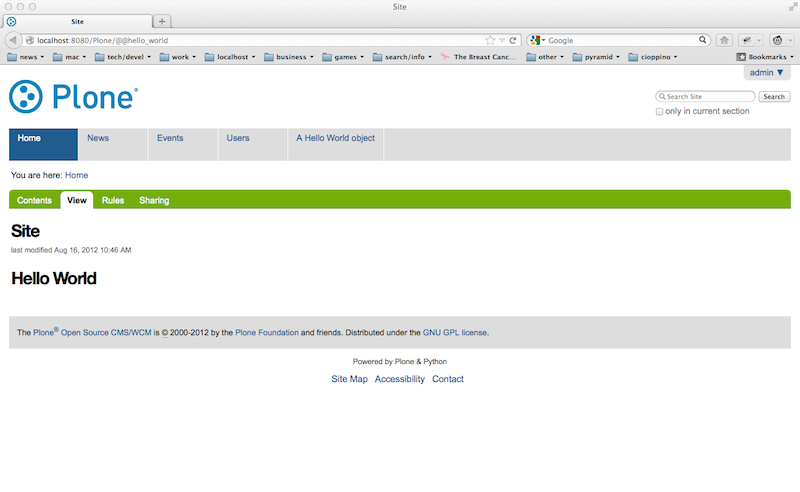 Site
Site
+
localhost:8080/Plone/@@hello_world
Google
news mac tech/devel work localhost business games search/info The Breast Canc... other pyramid cioppino Bookmarks
admin ▼
Plone®
Search Site Search
only in current section
Home News Events Users A Hello World object
You are here: Home
Contents View Rules Sharing
Site
last modified Aug 16, 2012 10:46 AM
Hello World
The Plone® Open Source CMS/WCM is © 2000-2012 by the Plone Foundation and friends. Distributed under the GNU GPL license.
Powered by Plone & Python
Site Map Accessibility Contact